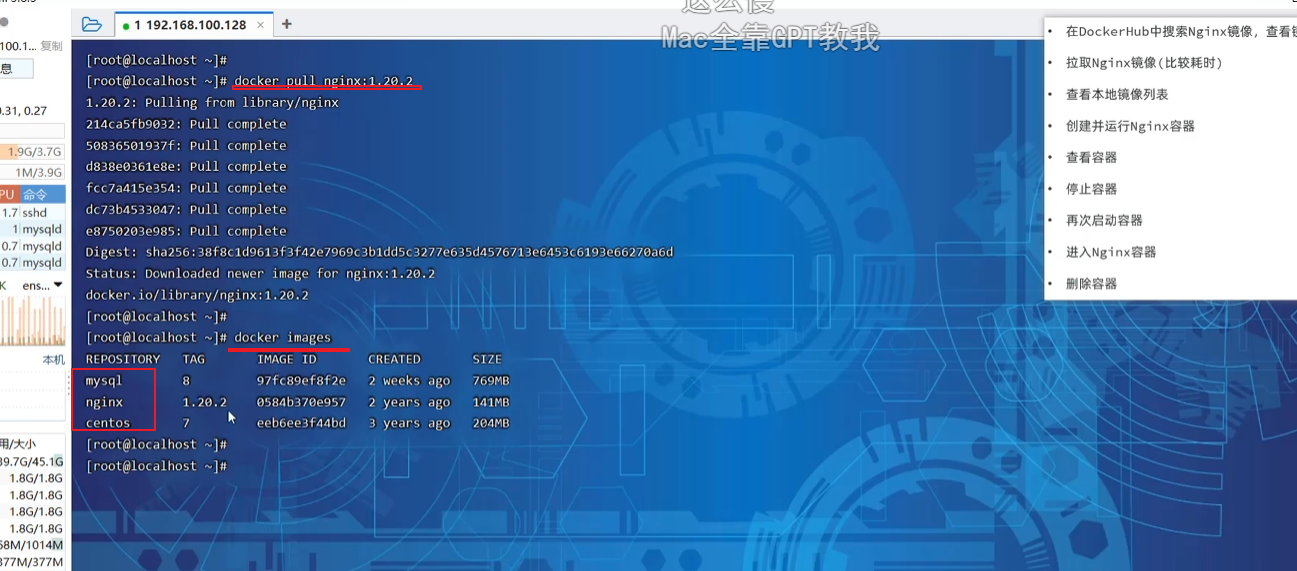 1 192.168.100.128 × +
Mac全靠GPT教我
100.1... 复制
息
0.31, 0.27
1.9G/3.7G
1M/3.9G
PU 命令
1.7 sshd
1 mysqld
0.7 mysqld
0.7 mysqld
K ens...
本机
用/大小
39.7G/45.1G
1.8G/1.8G
1.8G/1.8G
1.8G/1.8G
1.8G/1.8G
68M/1014M
377M/377M
[root@localhost ~]#
[root@localhost ~]# docker pull nginx:1.20.2
1.20.2: Pulling from library/nginx
214ca5fb9032: Pull complete
50836501937f: Pull complete
d838e0361e8e: Pull complete
fcc7a415e354: Pull complete
dc73b4533047: Pull complete
e8750203e985: Pull complete
Digest: sha256:38f8c1d9613f3f42e7969c3b1dd5c3277e635d4576713e6453c6193e66270a6d
Status: Downloaded newer image for nginx:1.20.2
docker.io/library/nginx:1.20.2
[root@localhost ~]#
[root@localhost ~]# docker images
REPOSITORY TAG IMAGE ID CREATED SIZE
mysql 8 97fc89ef8f2e 2 weeks ago 769MB
nginx 1.20.2 0584b370e957 2 years ago 141MB
centos 7 eeb6ee3f44bd 3 years ago 204MB
[root@localhost ~]#
[root@localhost ~]#
• 在DockerHub中搜索Nginx镜像，查看
• 拉取Nginx镜像(比较耗时)
• 查看本地镜像列表
• 创建并运行Nginx容器
• 查看容器
• 停止容器
• 再次启动容器
• 进入Nginx容器
• 删除容器